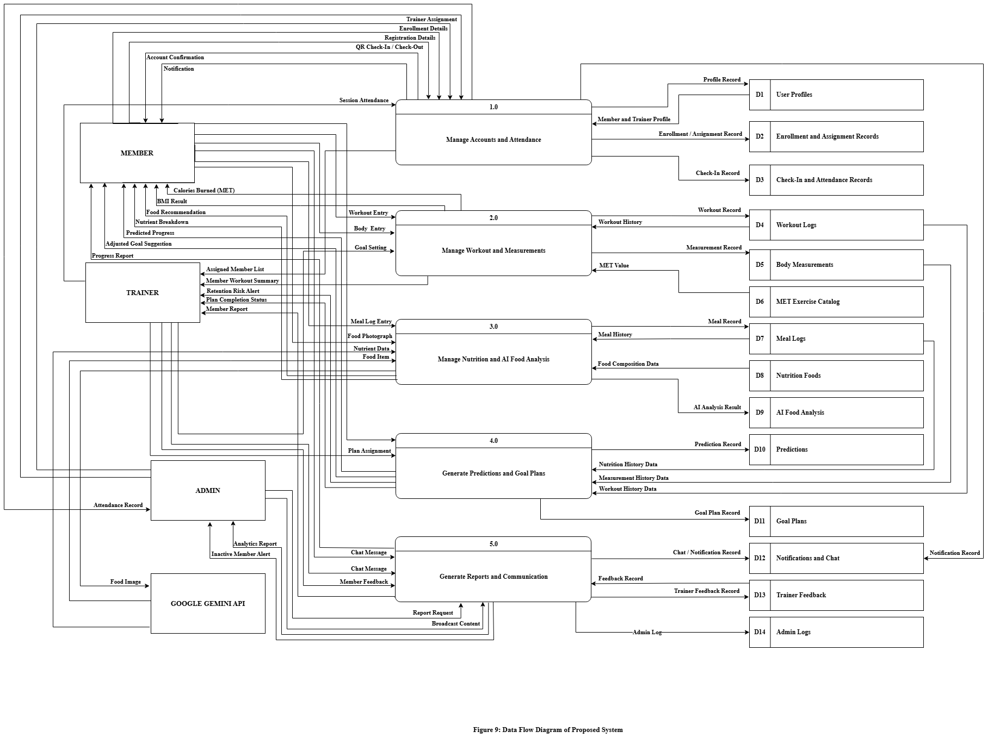 Trainer Assignment
Enrollment Details
Registration Details
QR Check-In / Check-Out
Account Confirmation
Notification
Session Attendance
1.0
Manage Accounts and Attendance
Profile Record
D1
User Profiles
Member and Trainer Profile
Enrollment / Assignment Record
D2
Enrollment and Assignment Records
Check-In Record
D3
Check-In and Attendance Records
MEMBER
Calories Burned (MET)
BMI Result
Food Recommendation
Nutrient Breakdown
Predicted Progress
Adjusted Goal Suggestion
Progress Report
Workout Entry
Body Entry
Goal Setting
2.0
Manage Workout and Measurements
Workout Record
Workout History
D4
Workout Logs
Measurement Record
D5
Body Measurements
MET Value
D6
MET Exercise Catalog
TRAINER
Assigned Member List
Member Workout Summary
Retention Risk Alert
Plan Completion Status
Member Report
Meal Log Entry
Food Photograph
Nutrient Data
Food Item
3.0
Manage Nutrition and AI Food Analysis
Meal Record
Meal History
D7
Meal Logs
Food Composition Data
D8
Nutrition Foods
AI Analysis Result
D9
AI Food Analysis
Plan Assignment
4.0
Generate Predictions and Goal Plans
Prediction Record
D10
Predictions
Nutrition History Data
Measurement History Data
Workout History Data
Goal Plan Record
D11
Goal Plans
ADMIN
Attendance Record
Analytics Report
Inactive Member Alert
Chat Message
Chat Message
Member Feedback
5.0
Generate Reports and Communication
Chat / Notification Record
D12
Notifications and Chat
Notification Record
Feedback Record
Trainer Feedback Record
D13
Trainer Feedback
Food Image
GOOGLE GEMINI API
Report Request
Broadcast Content
Admin Log
D14
Admin Logs
Figure 9: Data Flow Diagram of Proposed System